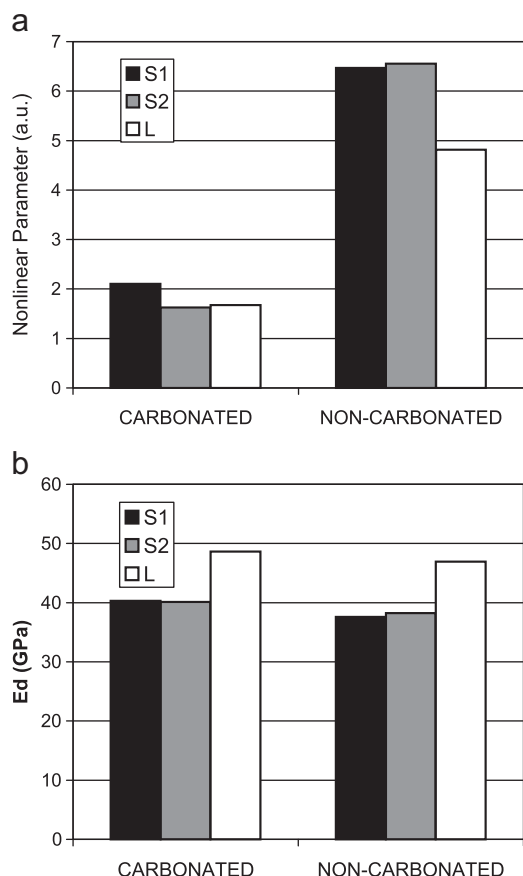 a
Nonlinear Parameter (a.u.)
7
6
5
4
3
2
1
0
S1
S2
L
CARBONATED
NON-CARBONATED
b
Ed (GPa)
60
50
40
30
20
10
0
S1
S2
L
CARBONATED
NON-CARBONATED